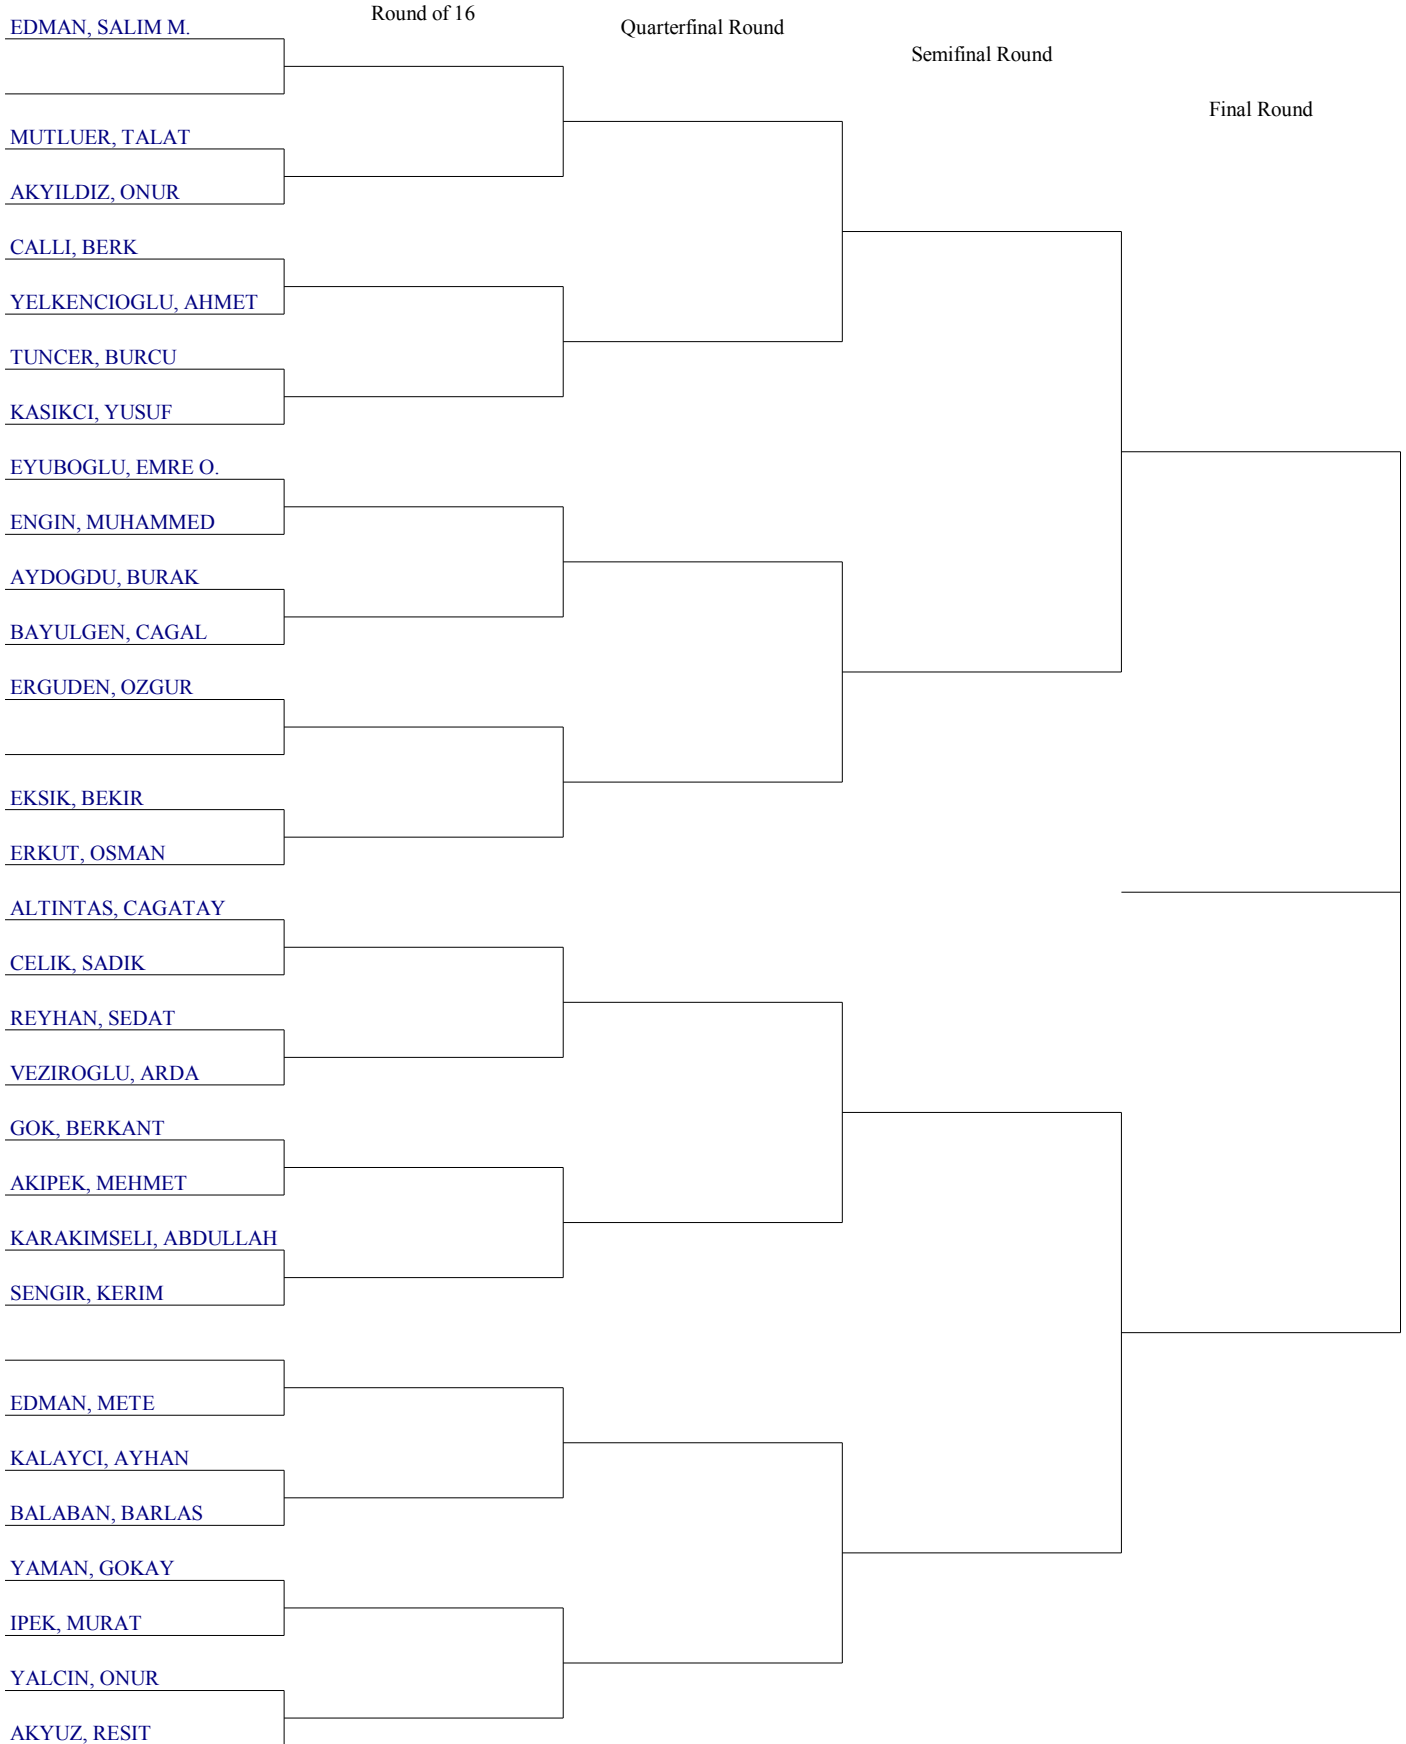 Round of 16
Quarterfinal Round
Semifinal Round
Final Round
EDMAN, SALIM M.
MUTLUER, TALAT
AKYILDIZ, ONUR
CALLI, BERK
YELKENCIOGLU, AHMET
TUNCER, BURCU
KASIKCI, YUSUF
EYUBOGLU, EMRE O.
ENGIN, MUHAMMED
AYDOGDU, BURAK
BAYULGEN, CAGAL
ERGUDEN, OZGUR
EKSIK, BEKIR
ERKUT, OSMAN
ALTINTAS, CAGATAY
CELIK, SADIK
REYHAN, SEDAT
VEZIROGLU, ARDA
GOK, BERKANT
AKIPEK, MEHMET
KARAKIMSELI, ABDULLAH
SENGIR, KERIM
EDMAN, METE
KALAYCI, AYHAN
BALABAN, BARLAS
YAMAN, GOKAY
IPEK, MURAT
YALCIN, ONUR
AKYUZ, RESIT